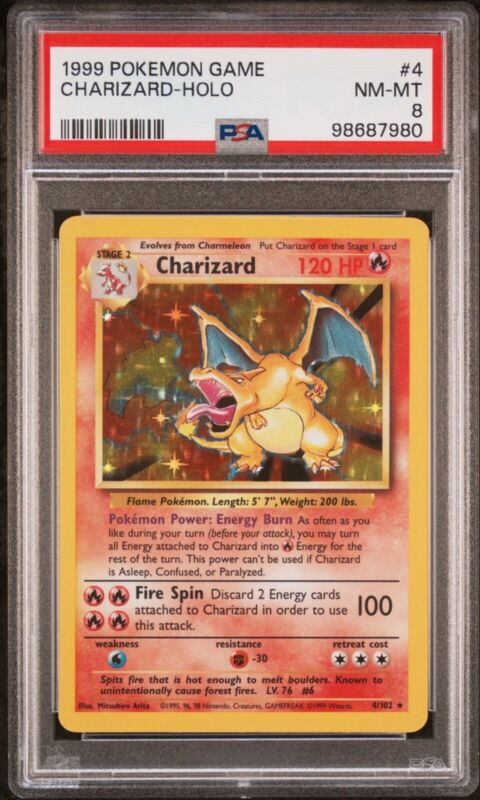 1999 POKEMON GAME #4
CHARIZARD-HOLO NM-MT
8
PSA 98687980
Evolves from Charmeleon Put Charizard on the Stage 1 card
STAGE 2
Charizard 120 HP
Flame Pokémon. Length: 5' 7", Weight: 200 lbs.
Pokémon Power: Energy Burn As often as you
like during your turn (before your attack), you may turn
all Energy attached to Charizard into Energy for the
rest of the turn. This power can't be used if Charizard
is Asleep, Confused, or Paralyzed.
Fire Spin Discard 2 Energy cards
attached to Charizard in order to use 100
this attack.
weakness resistance retreat cost
-30
Spits fire that is hot enough to melt boulders. Known to
unintentionally cause forest fires. LV. 76 #6
Illus. Mitsuhiro Arita ©1995, 96, 98 Nintendo, Creatures, GAMEFREAK. ©1999 Wizards. 4/102 ★
PSA